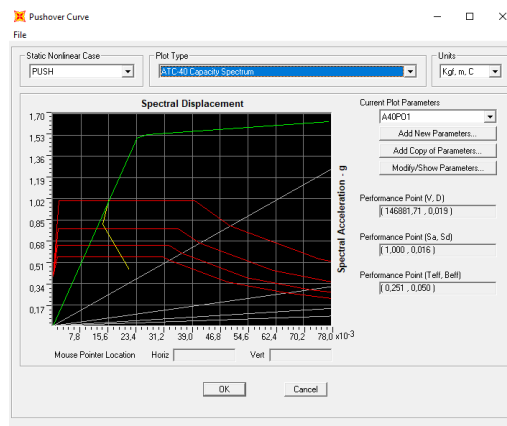 Pushover Curve
File
Static Nonlinear Case
PUSH
Plot Type
ATC-40 Capacity Spectrum
Units
Kgf, m, C
Spectral Displacement
1,70
1,53
1,36
1,19
1,02
0,85
0,68
0,51
0,34
0,17
7,8 15,6 23,4 31,2 39,0 46,8 54,6 62,4 70,2 78,0 x10-3
Spectral Acceleration - g
Mouse Pointer Location Horiz Vert
Current Plot Parameters
A40PO1
Add New Parameters...
Add Copy of Parameters...
Modify/Show Parameters...
Performance Point (V, D)
( 146881,71 , 0,019 )
Performance Point (Sa, Sd)
( 1,000 , 0,016 )
Performance Point (Teff, Beff)
( 0,251 , 0,050 )
OK
Cancel